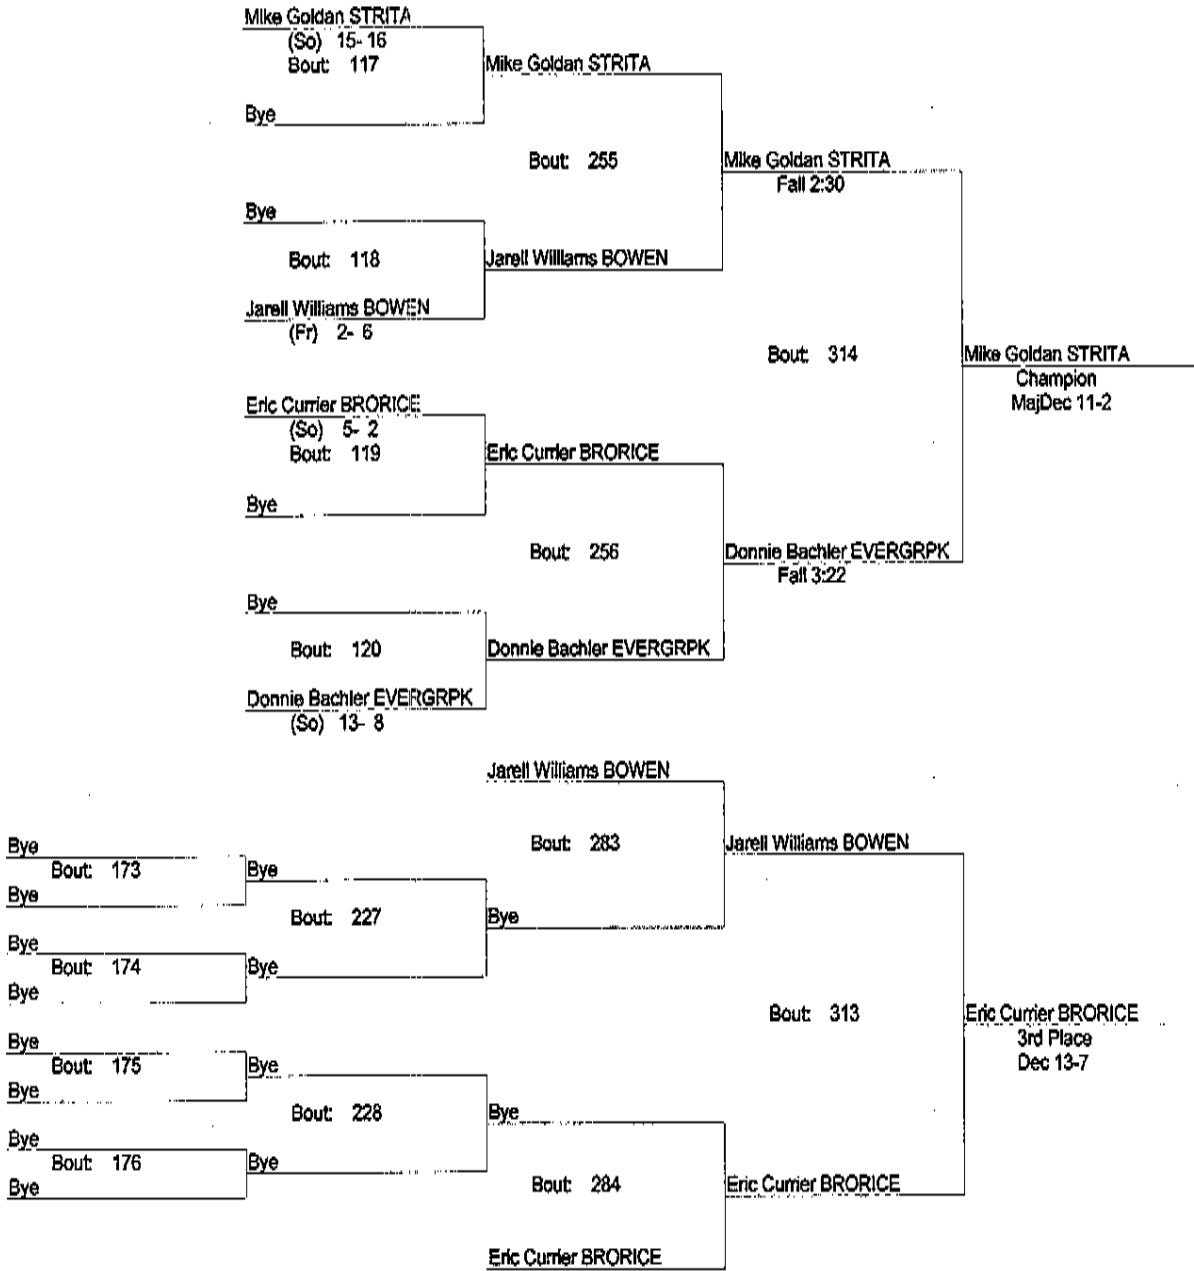 Mike Goldan STRITA
(So) 15- 16
Bout: 117
Mike Goldan STRITA
Bye
Bout: 255
Mike Goldan STRITA
Fall 2:30
Bye
Bout: 118
Jarell Williams BOWEN
Jarell Williams BOWEN
(Fr) 2- 6
Bout: 314
Mike Goldan STRITA
Champion
MajDec 11-2
Eric Currier BRORICE
(So) 5- 2
Bout: 119
Eric Currier BRORICE
Bye
Bout: 256
Donnie Bachler EVERGRPK
Fall 3:22
Bye
Bout: 120
Donnie Bachler EVERGRPK
Donnie Bachler EVERGRPK
(So) 13- 8
Jarell Williams BOWEN
Bout: 283
Jarell Williams BOWEN
Bye
Bout: 173
Bye
Bye
Bout: 227
Bye
Bye
Bout: 174
Bye
Bye
Bout: 313
Eric Currier BRORICE
3rd Place
Dec 13-7
Bye
Bout: 175
Bye
Bye
Bout: 228
Bye
Bye
Bout: 176
Bye
Bye
Bout: 284
Eric Currier BRORICE
Eric Currier BRORICE